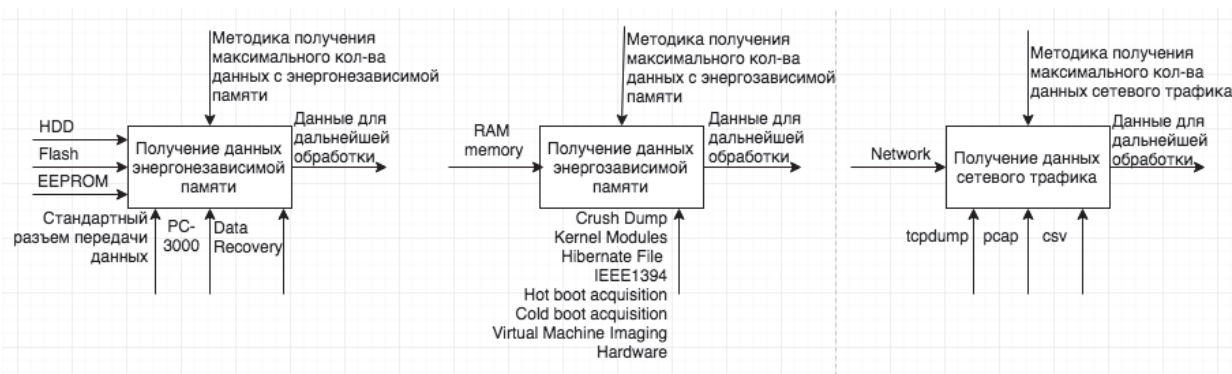 Методика получения
максимального кол-ва
данных с энергонезависимой
памяти
HDD
Flash
EEPROM
Получение данных
энергонезависимой
памяти
Данные для
дальнейшей
обработки
Стандартный
разъем передачи
данных
PC-
3000
Data
Recovery
Методика получения
максимального кол-ва
данных с энергозависимой
памяти
RAM
memory
Получение данных
энергозависимой
памяти
Данные для
дальнейшей
обработки
Crush Dump
Kernel Modules
Hibernate File
IEEE1394
Hot boot acquisition
Cold boot acquisition
Virtual Machine Imaging
Hardware
Методика получения
максимального кол-ва
данных сетевого трафика
Network
Получение данных
сетевого трафика
Данные для
дальнейшей
обработки
tcpdump
pcap
csv